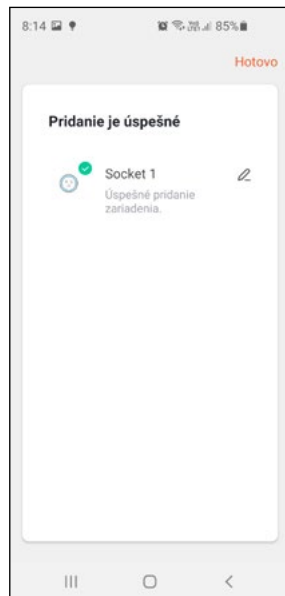 8:14 85%
Hotovo
Pridanie je úspešné
Socket 1
Úspešné pridanie
zariadenia.